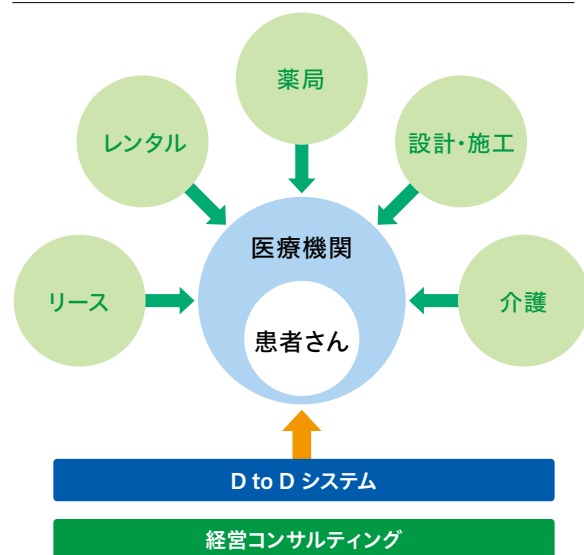 薬局
レンタル
設計・施工
医療機関
リース
介護
患者さん
D to D システム
経営コンサルティング